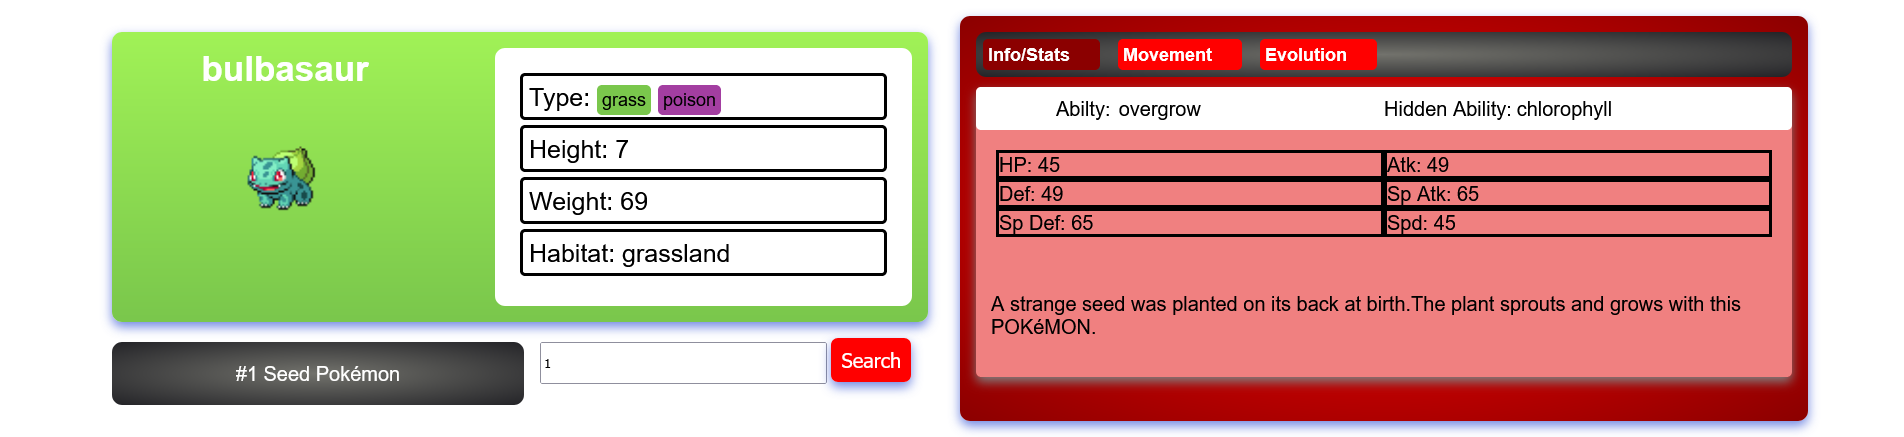 bulbasaur
Type: grass poison
Height: 7
Weight: 69
Habitat: grassland
#1 Seed Pokémon
1
Search
Info/Stats Movement Evolution
Abilty: overgrow Hidden Ability: chlorophyll
HP: 45 Atk: 49
Def: 49 Sp Atk: 65
Sp Def: 65 Spd: 45
A strange seed was planted on its back at birth.The plant sprouts and grows with this
POKéMON.